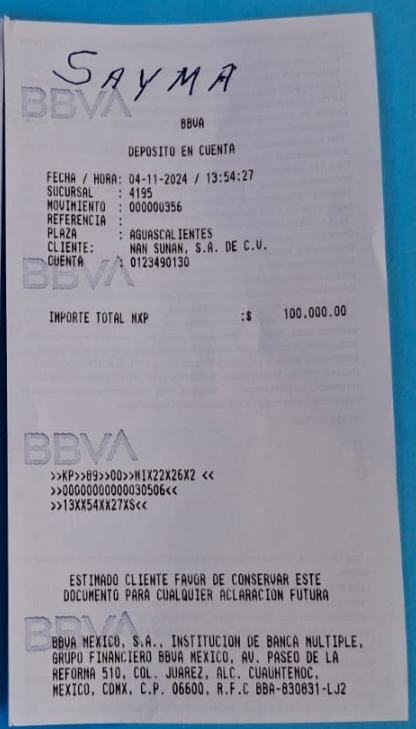 SAYMA
BBVA
BBVA
DEPOSITO EN CUENTA
FECHA / HORA: 04-11-2024 / 13:54:27
SUCURSAL : 4195
MOVIMIENTO : 000000356
REFERENCIA :
PLAZA : AGUASCALIENTES
CLIENTE: NAN SUNAN, S.A. DE C.V.
CUENTA : 0123490130
BBVA
IMPORTE TOTAL MXP :$ 100,000.00
BBVA
>>KP>>B9>>00>>MIX22X26X2 <<
>>00000000000030506<<
>>13XX54XX27XS<<
ESTIMADO CLIENTE FAVOR DE CONSERVAR ESTE
DOCUMENTO PARA CUALQUIER ACLARACION FUTURA
BBVA
BBVA MEXICO, S.A., INSTITUCION DE BANCA MULTIPLE,
GRUPO FINANCIERO BBVA MEXICO, AV. PASEO DE LA
REFORMA 510, COL. JUAREZ, ALC. CUAUHTEMOC,
MEXICO, CDMX, C.P. 06600, R.F.C BBA-830831-LJ2